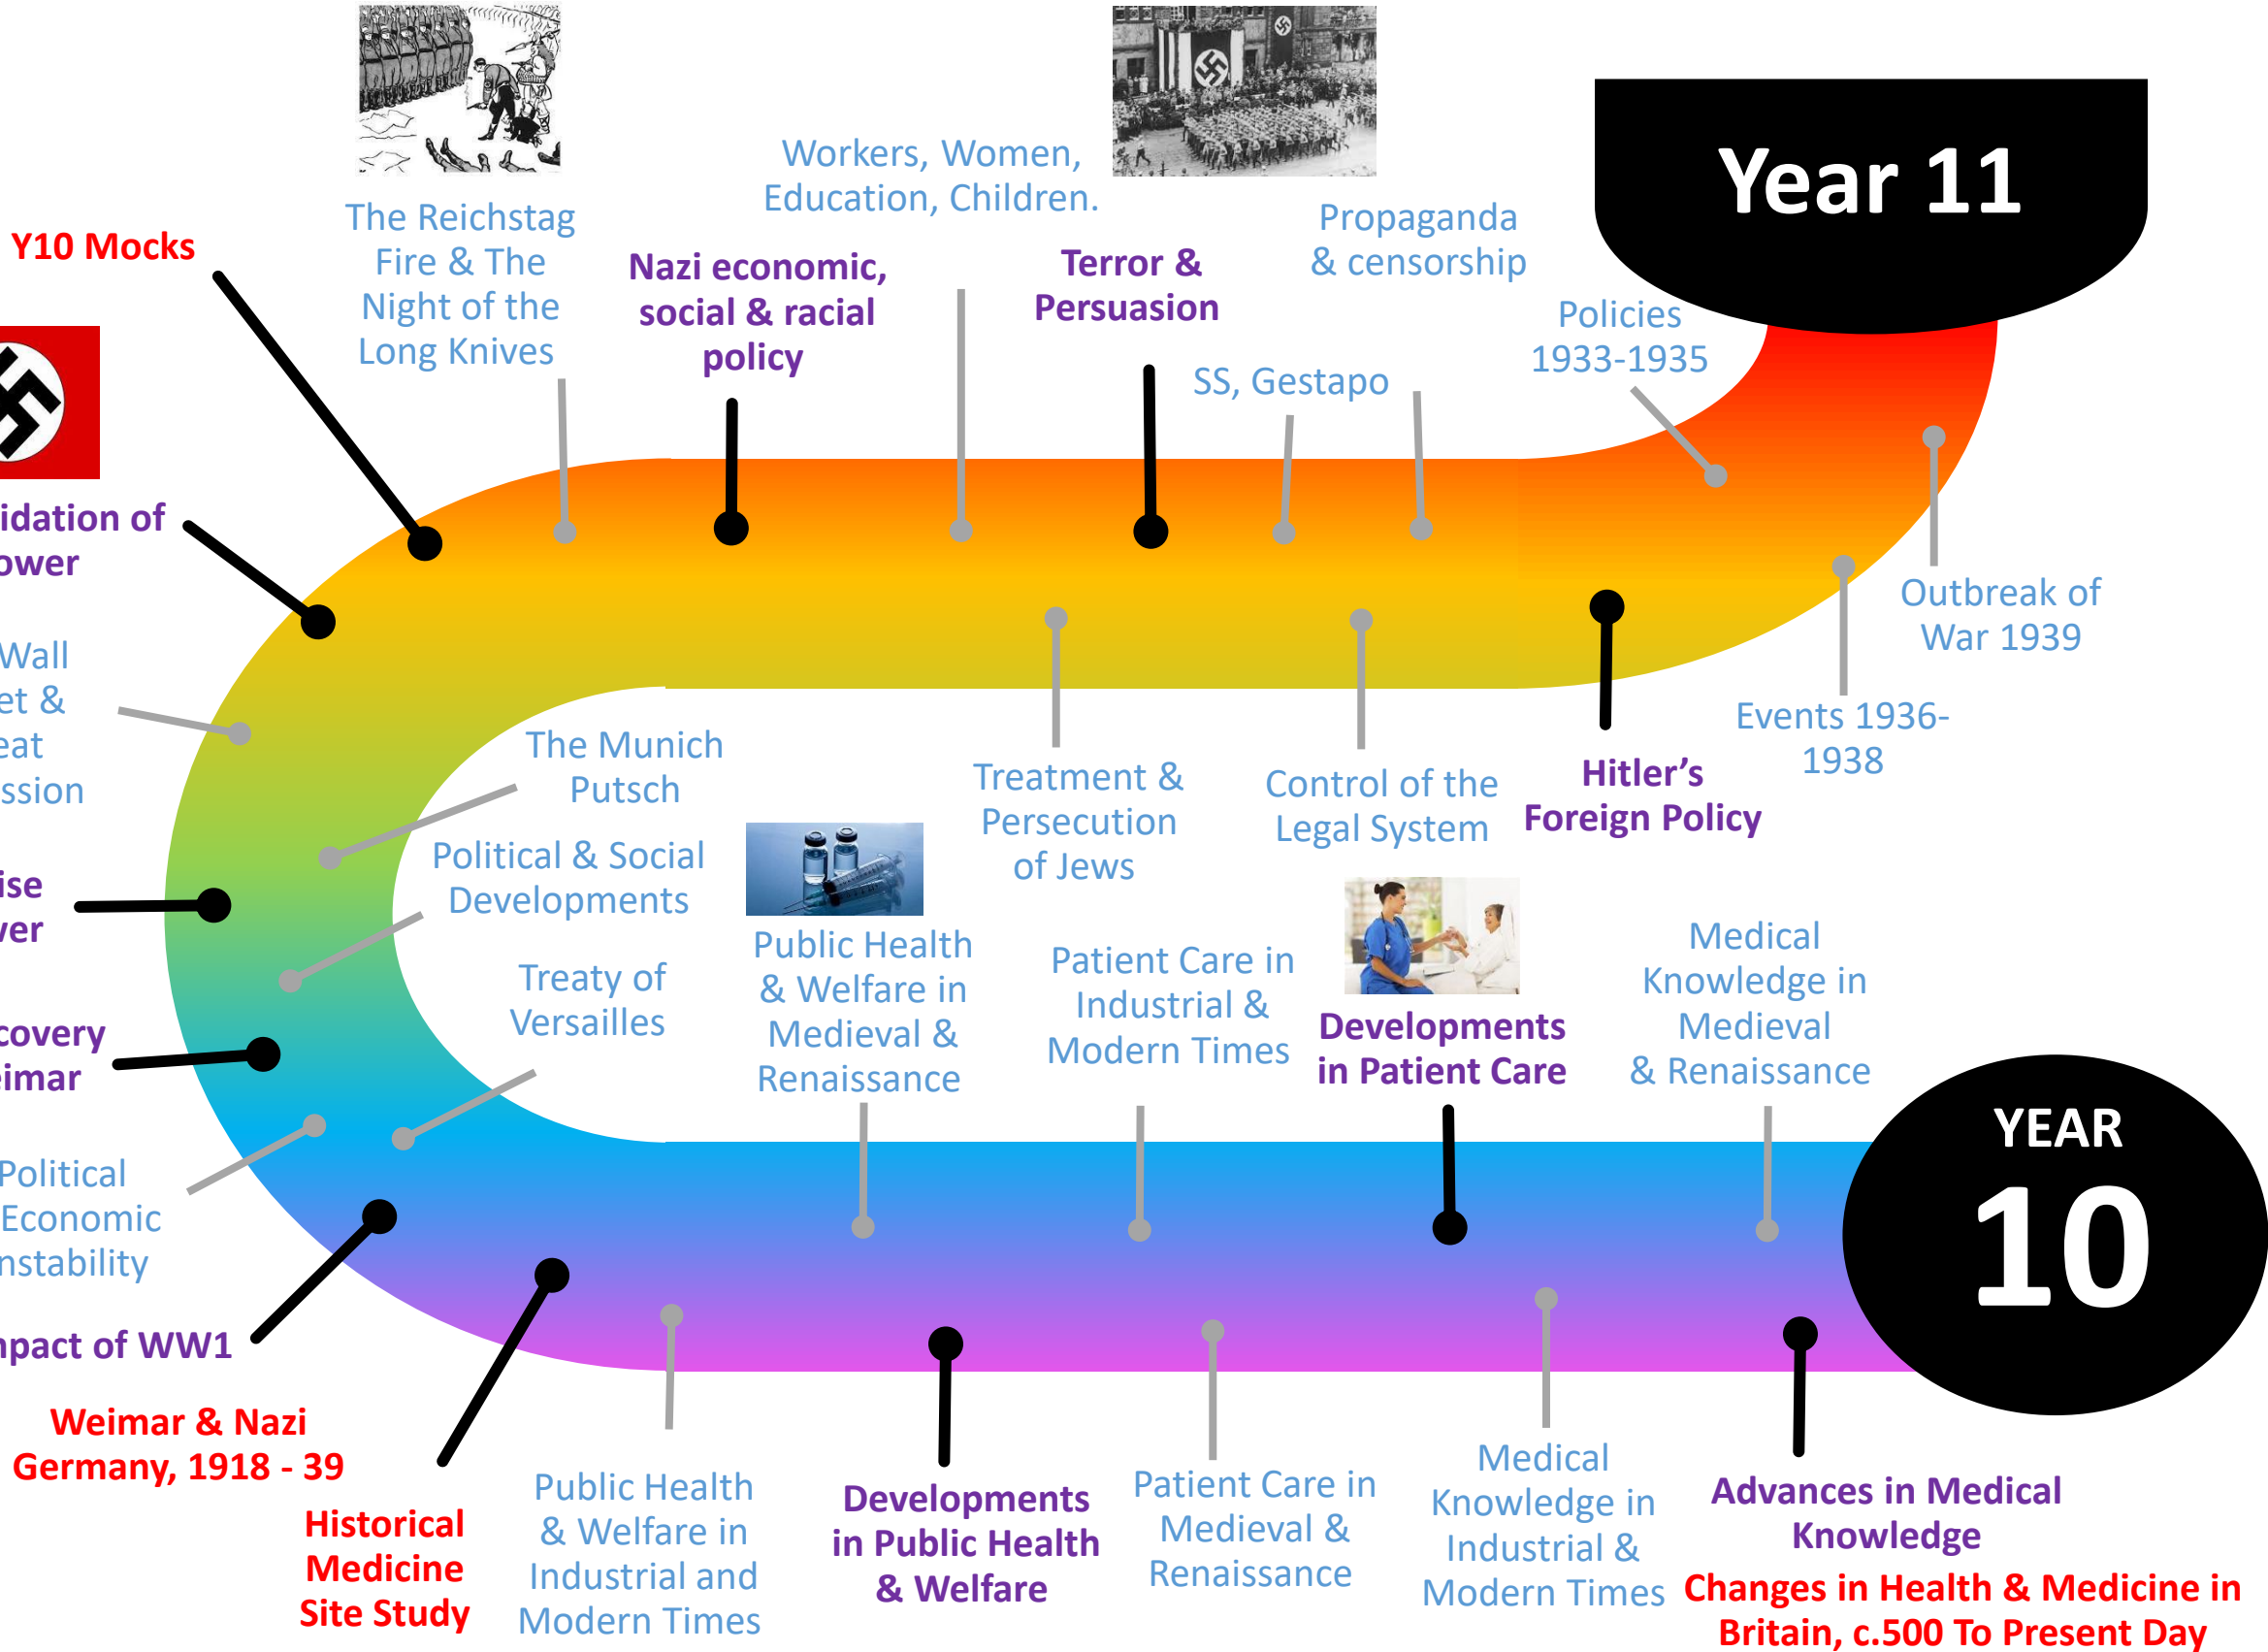 Year 11
Y10 Mocks
The Reichstag
Fire & The
Night of the
Long Knives
Nazi economic,
social & racial
policy
Workers, Women,
Education, Children.
Terror &
Persuasion
SS, Gestapo
Propaganda
& censorship
Policies
1933-1935
Outbreak of
War 1939
Events 1936-
1938
Hitler’s
Foreign Policy
Control of the
Legal System
Treatment &
Persecution
of Jews
idation of
ower
Wall
et &
eat
ssion
The Munich
Putsch
Political & Social
Developments
ise
ver
Treaty of
Versailles
covery
eimar
Political
Economic
nstability
mpact of WW1
Weimar & Nazi
Germany, 1918 - 39
Historical
Medicine
Site Study
Public Health
& Welfare in
Industrial and
Modern Times
Public Health
& Welfare in
Medieval &
Renaissance
Developments
in Public Health
& Welfare
Patient Care in
Industrial &
Modern Times
Patient Care in
Medieval &
Renaissance
Developments
in Patient Care
Medical
Knowledge in
Industrial &
Modern Times
Medical
Knowledge in
Medieval
& Renaissance
Advances in Medical
Knowledge
Changes in Health & Medicine in
Britain, c.500 To Present Day
YEAR
10